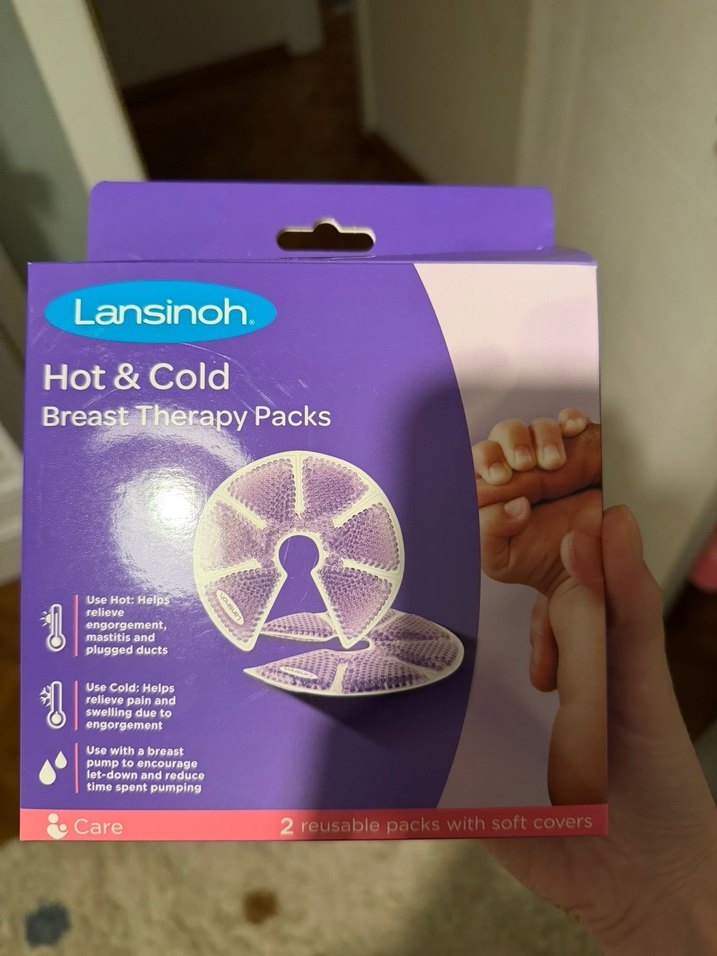 Lansinoh®
Hot & Cold
Breast Therapy Packs
LANSINOH
Use Hot: Helps
relieve
engorgement,
mastitis and
plugged ducts
Use Cold: Helps
relieve pain and
swelling due to
engorgement
Use with a breast
pump to encourage
let-down and reduce
time spent pumping
Care
2 reusable packs with soft covers